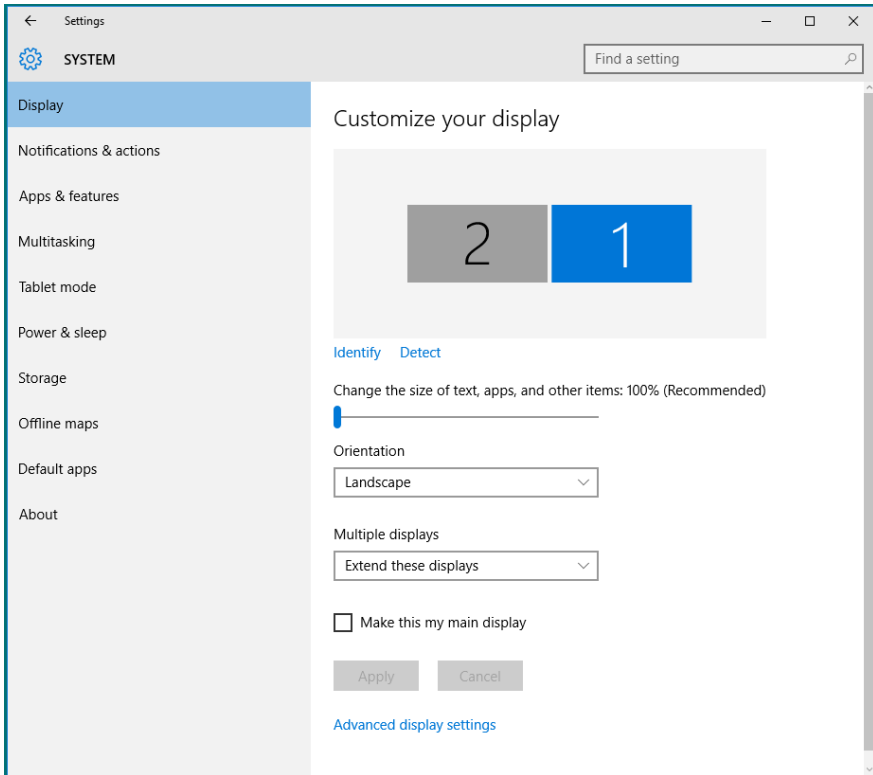 Settings
SYSTEM
Find a setting
Display
Notifications & actions
Apps & features
Multitasking
Tablet mode
Power & sleep
Storage
Offline maps
Default apps
About
Customize your display
2 1
Identify Detect
Change the size of text, apps, and other items: 100% (Recommended)
Orientation
Landscape
Multiple displays
Extend these displays
Make this my main display
Apply Cancel
Advanced display settings